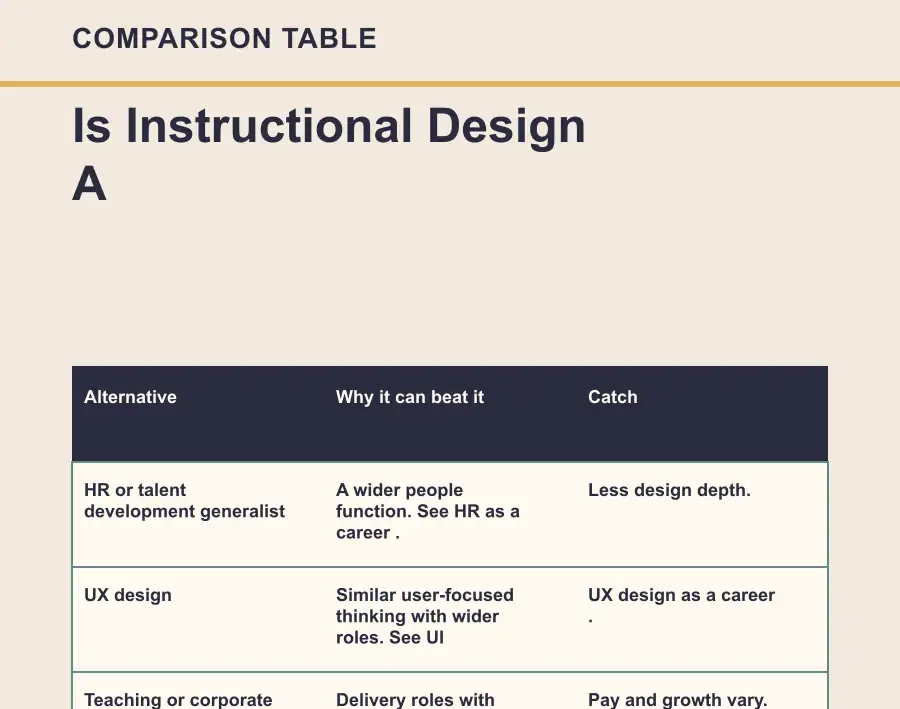 COMPARISON TABLE
Is Instructional Design
A
Alternative
Why it can beat it
Catch
HR or talent
development generalist
A wider people
function. See HR as a
career .
Less design depth.
UX design
Similar user-focused
thinking with wider
roles. See UI
UX design as a career
.
Teaching or corporate
Delivery roles with
Pay and growth vary.